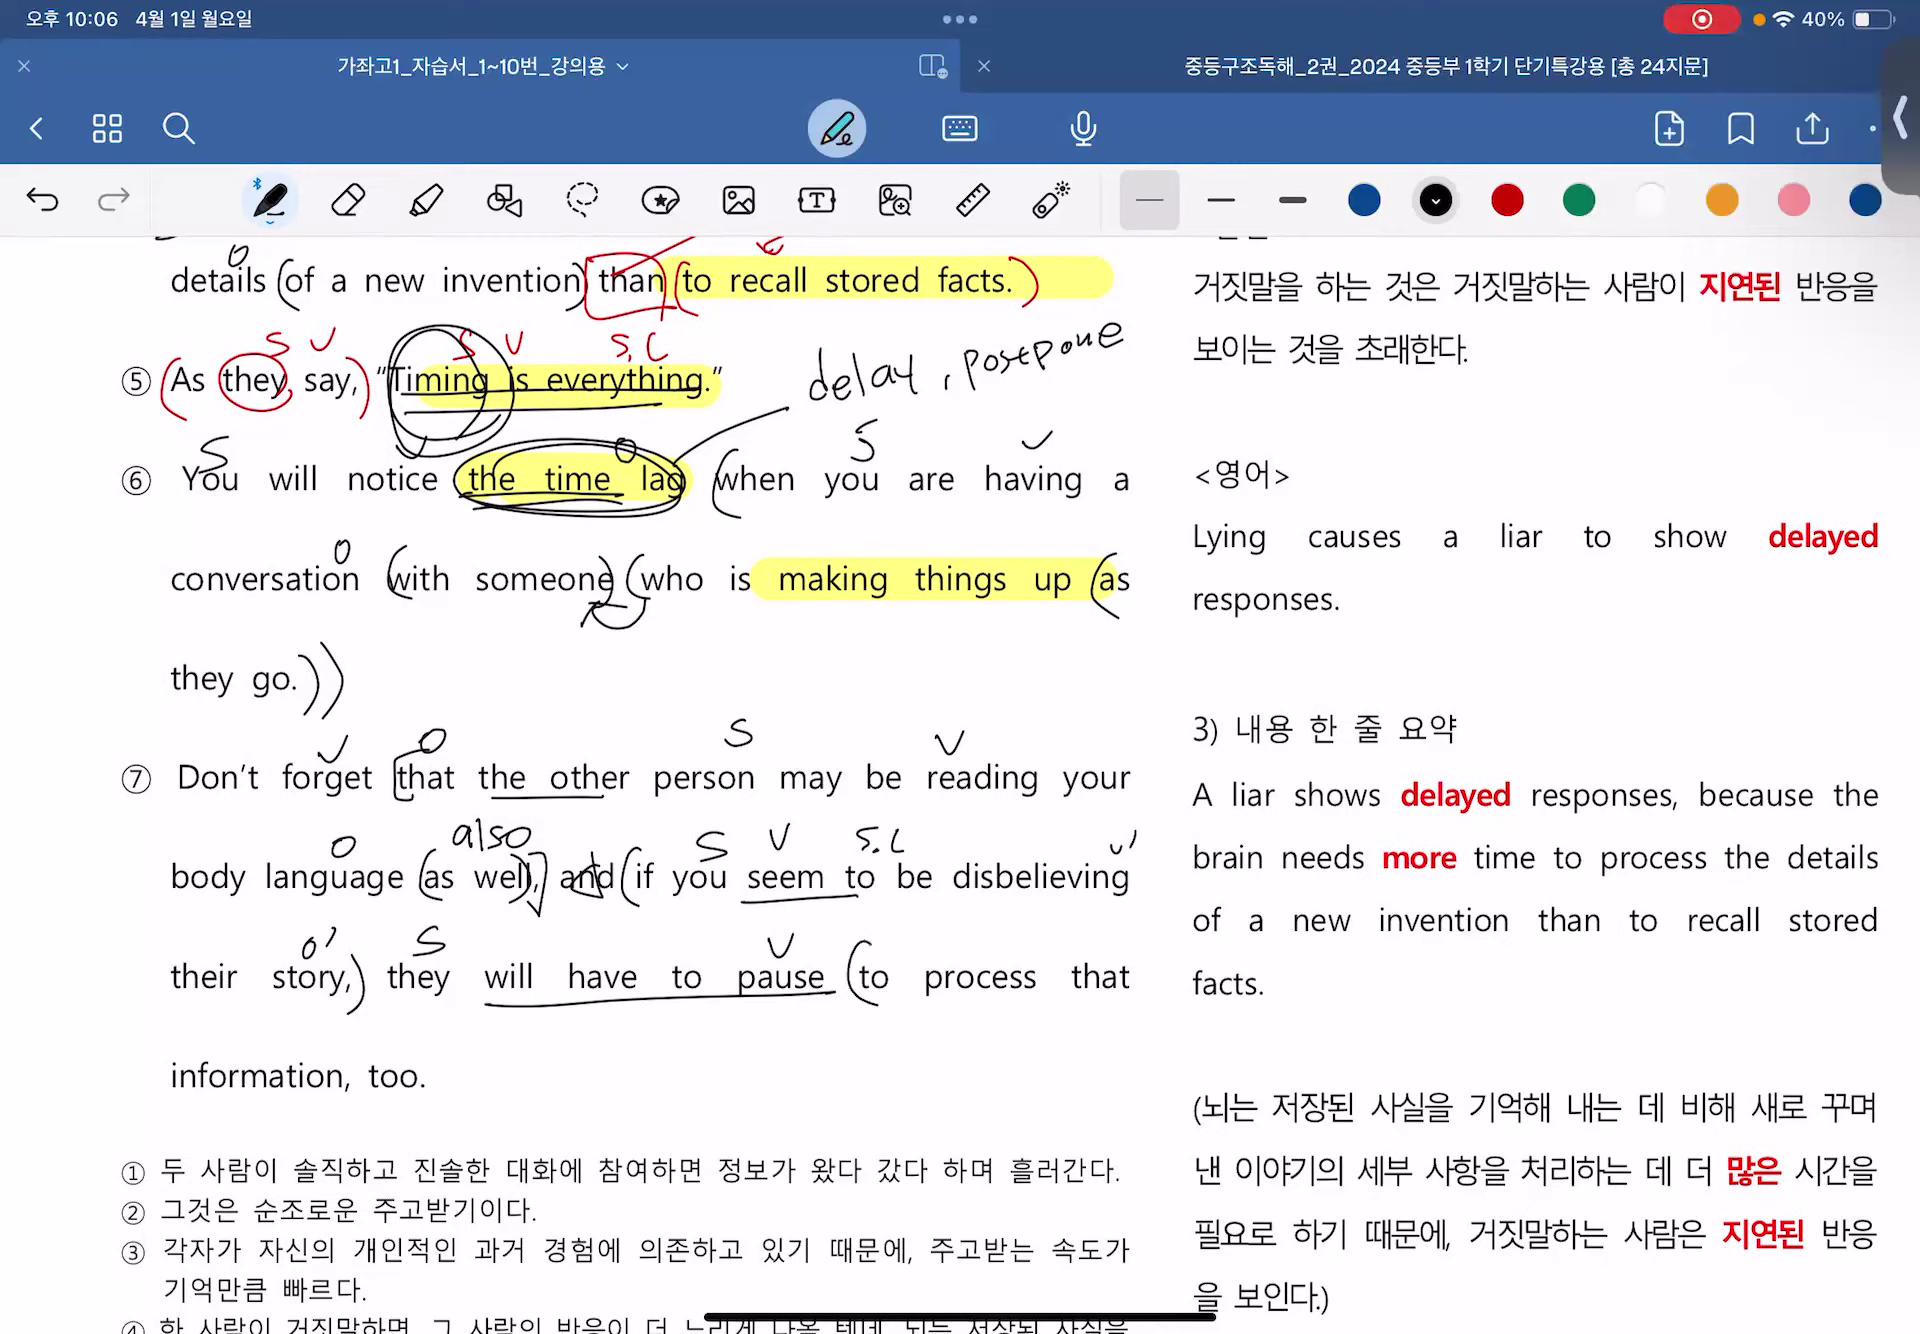 오후 10:06 4월 1일 월요일
40%
가좌고1_자습서_1~10번_강의용
중등구조독해_2권_2024 중등부 1학기 단기특강용 [총 24지문]
O
details (of a new invention) than (to recall stored facts.)
S V S V S.C
⑤ (As they say,) “Timing is everything.”
delay, postpone
S O S V
⑥ You will notice the time lag (when you are having a
O
conversation (with someone) (who is making things up (as
they go.))
V O S V
⑦ Don’t forget [that the other person may be reading your
O also S V S.C V'
body language (as well,] and (if you seem to be disbelieving
O' S V
their story,) they will have to pause (to process that
information, too.
① 두 사람이 솔직하고 진솔한 대화에 참여하면 정보가 왔다 갔다 하며 흘러간다.
② 그것은 순조로운 주고받기이다.
③ 각자가 자신의 개인적인 과거 경험에 의존하고 있기 때문에, 주고받는 속도가
기억만큼 빠르다.
거짓말을 하는 것은 거짓말하는 사람이 지연된 반응을
보이는 것을 초래한다.
<영어>
Lying causes a liar to show delayed
responses.
3) 내용 한 줄 요약
A liar shows delayed responses, because the
brain needs more time to process the details
of a new invention than to recall stored
facts.
(뇌는 저장된 사실을 기억해 내는 데 비해 새로 꾸며
낸 이야기의 세부 사항을 처리하는 데 더 많은 시간을
필요로 하기 때문에, 거짓말하는 사람은 지연된 반응
을 보인다.)